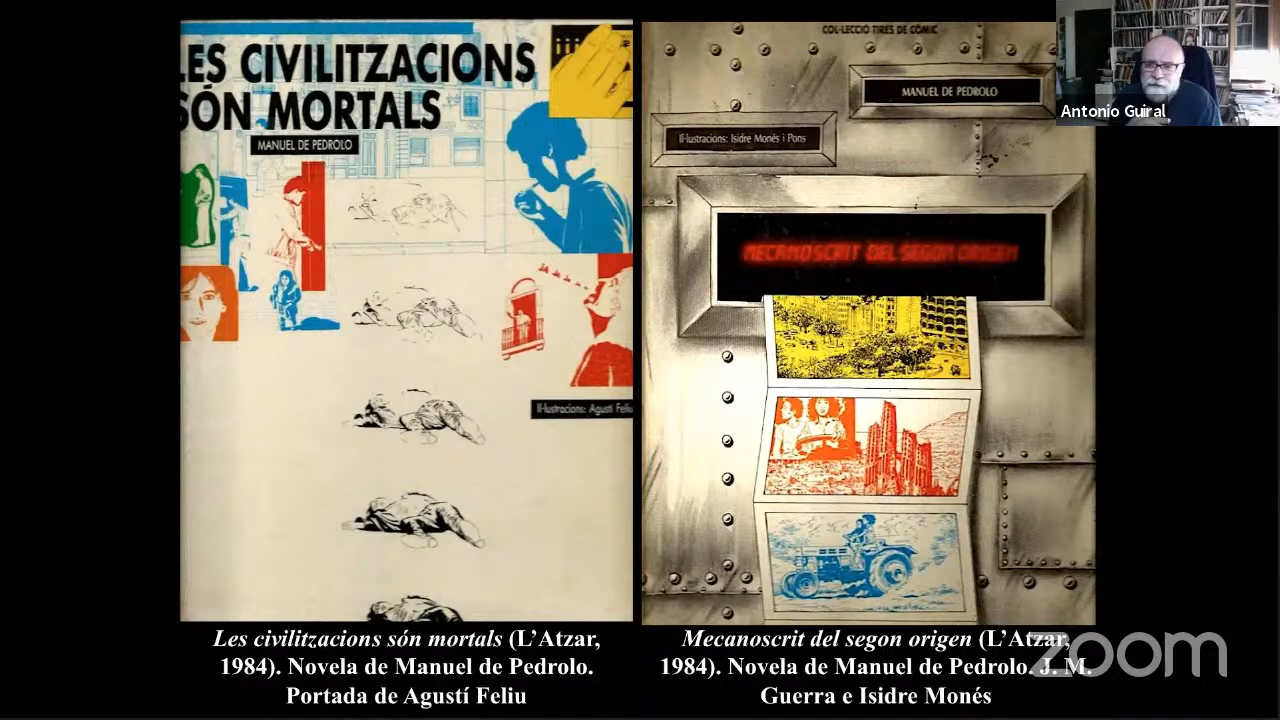 LES CIVILITZACIONS
SÓN MORTALS
MANUEL DE PEDROLO
Il·lustracions: Agustí Feliu
COL·LECCIÓ TIRES DE CÒMIC
MANUEL DE PEDROLO
Il·lustracions: Isidre Monés i Pons
MECANOSCRIT DEL SEGON ORIGEN
Antonio Guiral
Les civilitzacions són mortals (L’Atzar,
1984). Novela de Manuel de Pedrolo.
Portada de Agustí Feliu
Mecanoscrit del segon origen (L’Atzar,
1984). Novela de Manuel de Pedrolo. J. M.
Guerra e Isidre Monés
zoom